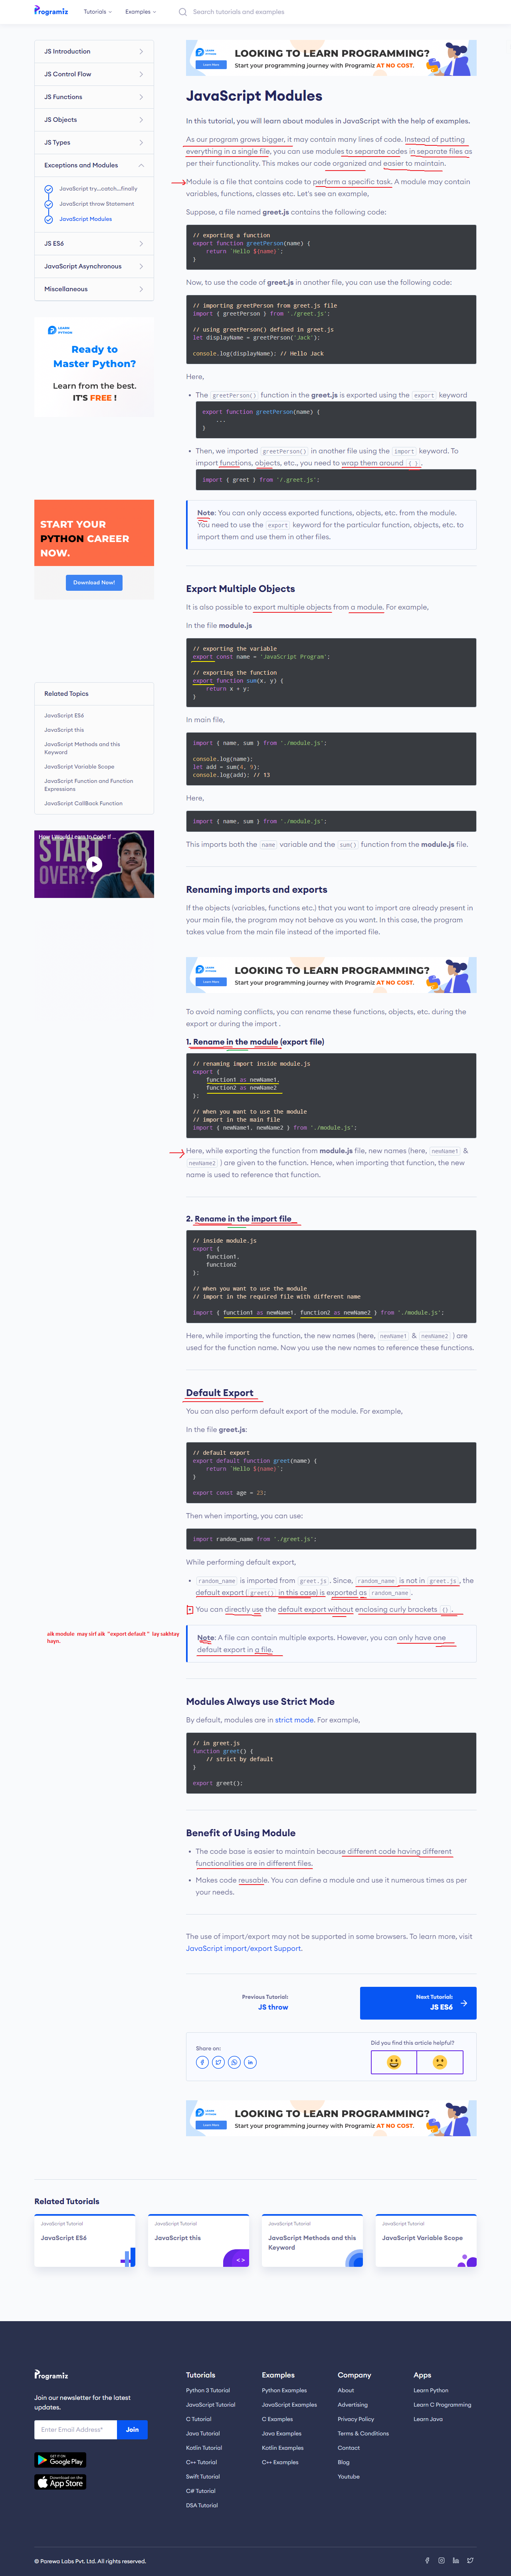 Programiz
Tutorials
Examples
Search tutorials and examples
JS Introduction
JS Control Flow
JS Functions
JS Objects
JS Types
Exceptions and Modules
JavaScript try...catch...finally
JavaScript throw Statement
JavaScript Modules
JS ES6
JavaScript Asynchronous
Miscellaneous
LEARN PYTHON
Ready to
Master Python?
Learn from the best.
IT'S FREE !
START YOUR
PYTHON CAREER
NOW.
Download Now!
Related Topics
JavaScript ES6
JavaScript this
JavaScript Methods and this
Keyword
JavaScript Variable Scope
JavaScript Function and Function
Expressions
JavaScript CallBack Function
How I Would Learn to Code If ...
START
OVER??
LEARN PYTHON
Learn More
LOOKING TO LEARN PROGRAMMING?
Start your programming journey with Programiz AT NO COST.
JavaScript Modules
In this tutorial, you will learn about modules in JavaScript with the help of examples.
As our program grows bigger, it may contain many lines of code. Instead of putting
everything in a single file, you can use modules to separate codes in separate files as
per their functionality. This makes our code organized and easier to maintain.
Module is a file that contains code to perform a specific task. A module may contain
variables, functions, classes etc. Let's see an example,
Suppose, a file named greet.js contains the following code:
// exporting a function
export function greetPerson(name) {
return `Hello ${name}`;
}
Now, to use the code of greet.js in another file, you can use the following code:
// importing greetPerson from greet.js file
import { greetPerson } from './greet.js';
// using greetPerson() defined in greet.js
let displayName = greetPerson('Jack');
console.log(displayName); // Hello Jack
Here,
• The greetPerson() function in the greet.js is exported using the export keyword
export function greetPerson(name) {
...
}
• Then, we imported greetPerson() in another file using the import keyword. To
import functions, objects, etc., you need to wrap them around { } .
import { greet } from '/.greet.js';
Note: You can only access exported functions, objects, etc. from the module.
You need to use the export keyword for the particular function, objects, etc. to
import them and use them in other files.
Export Multiple Objects
It is also possible to export multiple objects from a module. For example,
In the file module.js
// exporting the variable
export const name = 'JavaScript Program';
// exporting the function
export function sum(x, y) {
return x + y;
}
In main file,
import { name, sum } from './module.js';
console.log(name);
let add = sum(4, 9);
console.log(add); // 13
Here,
import { name, sum } from './module.js';
This imports both the name variable and the sum() function from the module.js file.
Renaming imports and exports
If the objects (variables, functions etc.) that you want to import are already present in
your main file, the program may not behave as you want. In this case, the program
takes value from the main file instead of the imported file.
LEARN PYTHON
Learn More
LOOKING TO LEARN PROGRAMMING?
Start your programming journey with Programiz AT NO COST.
To avoid naming conflicts, you can rename these functions, objects, etc. during the
export or during the import .
1. Rename in the module (export file)
// renaming import inside module.js
export {
function1 as newName1,
function2 as newName2
};
// when you want to use the module
// import in the main file
import { newName1, newName2 } from './module.js';
Here, while exporting the function from module.js file, new names (here, newName1 &
newName2 ) are given to the function. Hence, when importing that function, the new
name is used to reference that function.
2. Rename in the import file
// inside module.js
export {
function1,
function2
};
// when you want to use the module
// import in the required file with different name
import { function1 as newName1, function2 as newName2 } from './module.js';
Here, while importing the function, the new names (here, newName1 & newName2 ) are
used for the function name. Now you use the new names to reference these functions.
Default Export
You can also perform default export of the module. For example,
In the file greet.js:
// default export
export default function greet(name) {
return `Hello ${name}`;
}
export const age = 23;
Then when importing, you can use:
import random_name from './greet.js';
While performing default export,
• random_name is imported from greet.js . Since, random_name is not in greet.js , the
default export ( greet() in this case) is exported as random_name .
You can directly use the default export without enclosing curly brackets {} .
aik module may sirf aik "export default" lay sakhtay
hayn.
Note: A file can contain multiple exports. However, you can only have one
default export in a file.
Modules Always use Strict Mode
By default, modules are in strict mode. For example,
// in greet.js
function greet() {
// strict by default
}
export greet();
Benefit of Using Module
• The code base is easier to maintain because different code having different
functionalities are in different files.
• Makes code reusable. You can define a module and use it numerous times as per
your needs.
The use of import/export may not be supported in some browsers. To learn more, visit
JavaScript import/export Support.
Previous Tutorial:
JS throw
Next Tutorial:
JS ES6
Share on:
Did you find this article helpful?
LEARN PYTHON
Learn More
LOOKING TO LEARN PROGRAMMING?
Start your programming journey with Programiz AT NO COST.
Related Tutorials
JavaScript Tutorial
JavaScript ES6
JavaScript Tutorial
JavaScript this
< >
JavaScript Tutorial
JavaScript Methods and this
Keyword
JavaScript Tutorial
JavaScript Variable Scope
Programiz
Join our newsletter for the latest
updates.
Enter Email Address*
Join
GET IT ON
Google Play
Download on the
App Store
Tutorials
Python 3 Tutorial
JavaScript Tutorial
C Tutorial
Java Tutorial
Kotlin Tutorial
C++ Tutorial
Swift Tutorial
C# Tutorial
DSA Tutorial
Examples
Python Examples
JavaScript Examples
C Examples
Java Examples
Kotlin Examples
C++ Examples
Company
About
Advertising
Privacy Policy
Terms & Conditions
Contact
Blog
Youtube
Apps
Learn Python
Learn C Programming
Learn Java
© Parewa Labs Pvt. Ltd. All rights reserved.